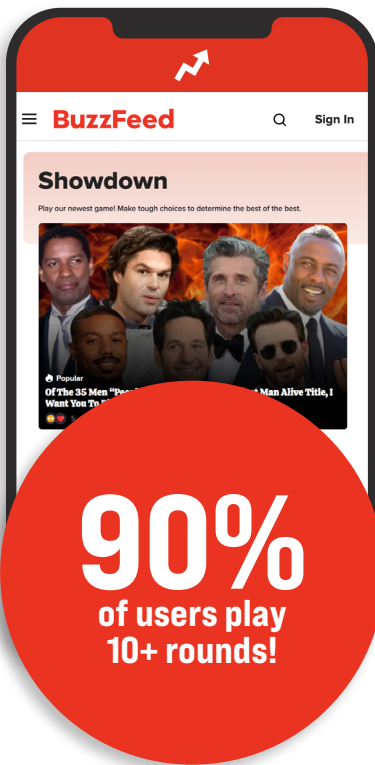 BuzzFeed
Sign In
Showdown
Play our newest game! Make tough choices to determine the best of the best.
Popular
Of The 35 Men “Peo
t Man Alive Title, I
Want You To
90%
of users play
10+ rounds!